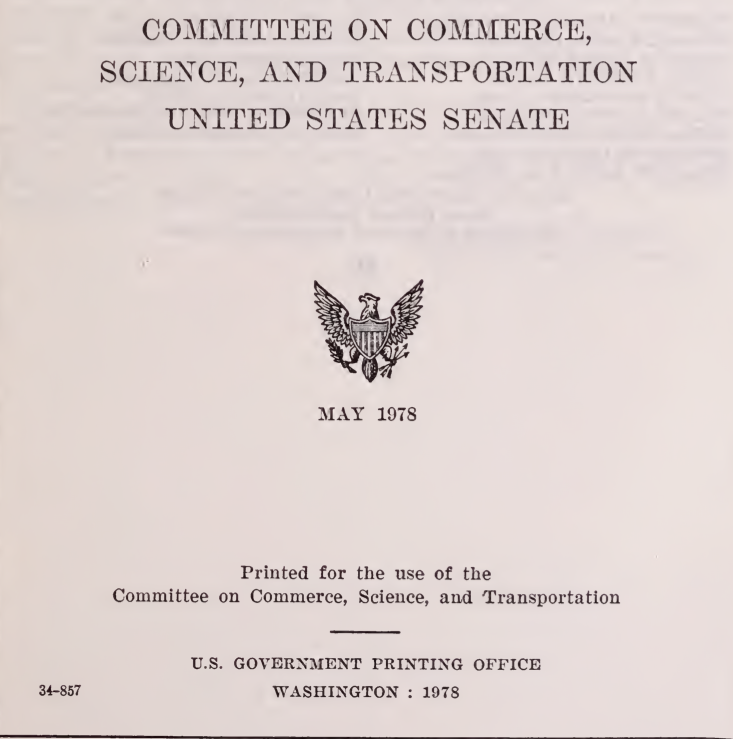 COMMITTEE ON COMMERCE,
SCIENCE, AND TRANSPORTATION
UNITED STATES SENATE
MAY 1978
Printed for the use of the
Committee on Commerce, Science, and Transportation
U.S. GOVERNMENT PRINTING OFFICE
34-857 WASHINGTON : 1978